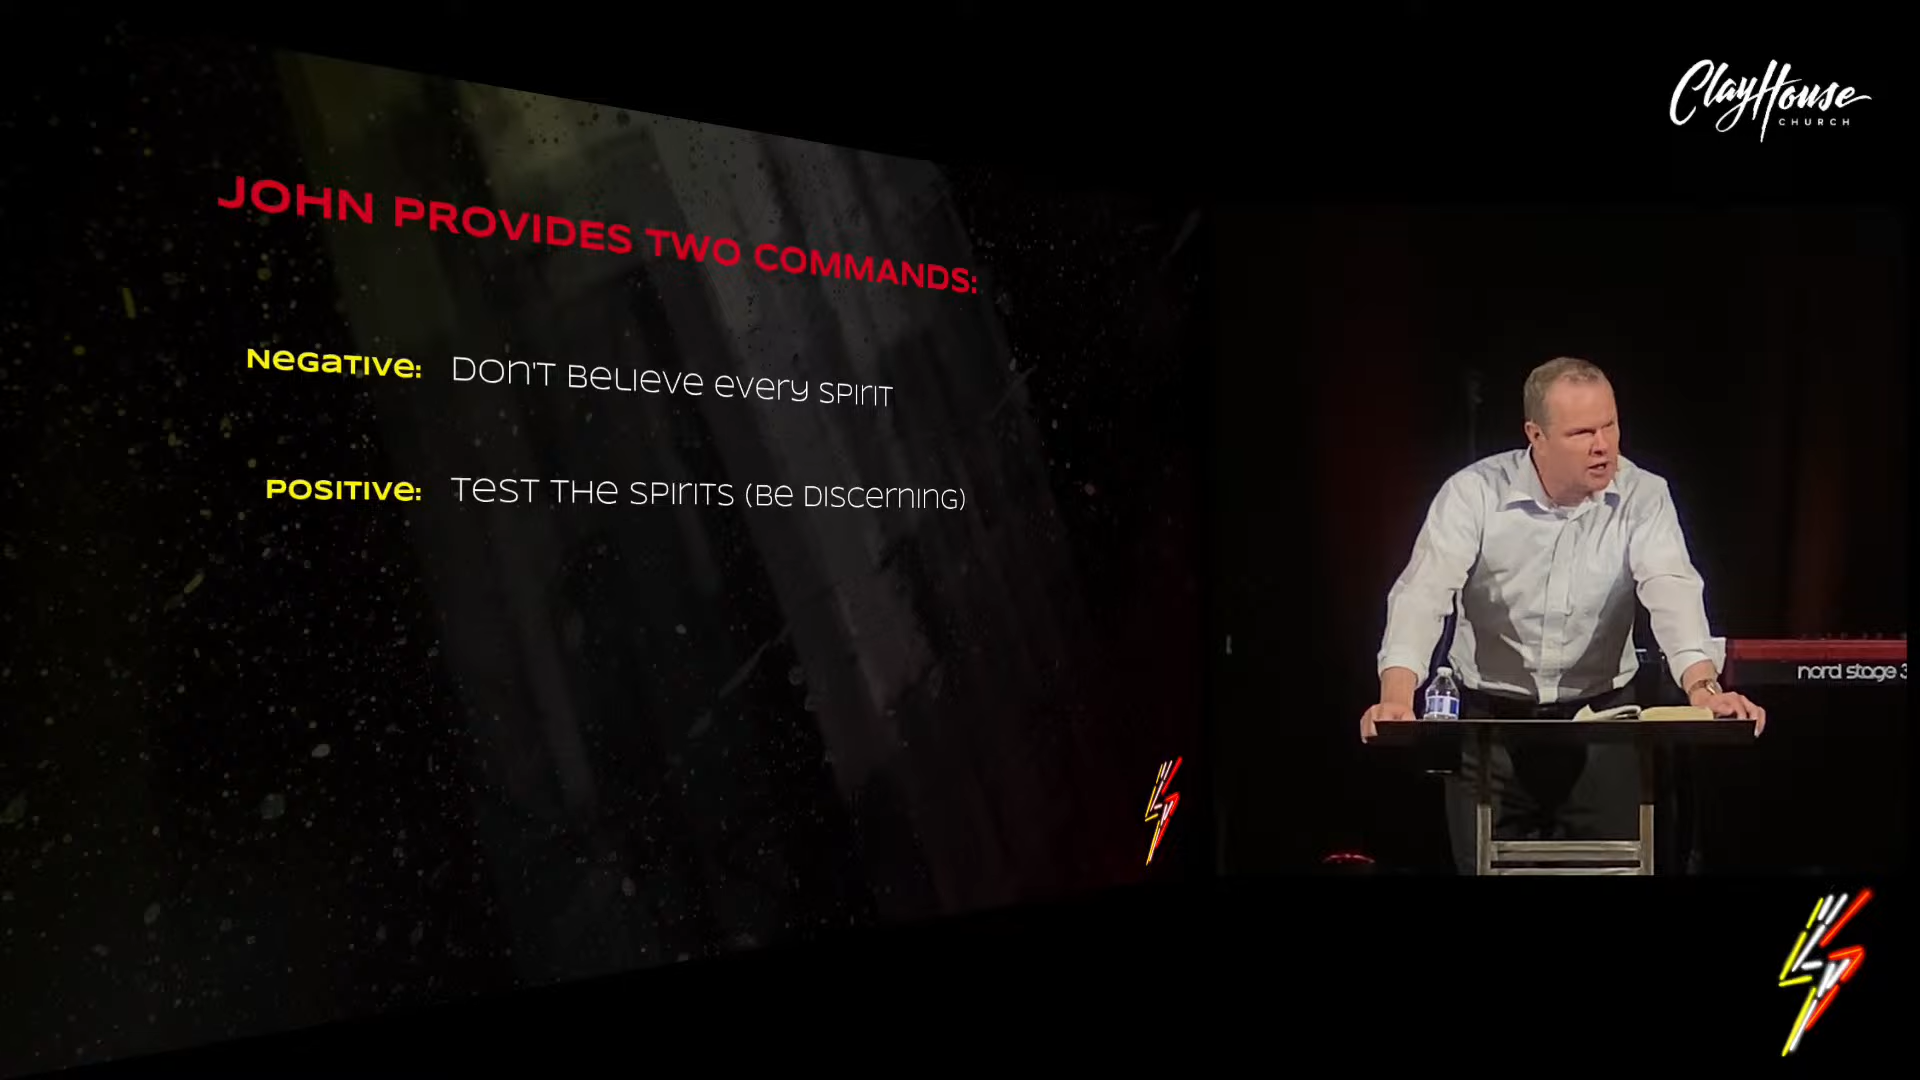 ClayHouse
CHURCH
JOHN PROVIDES TWO COMMANDS:
NEGATIVE: DON'T BELIEVE EVERY SPIRIT
POSITIVE: TEST THE SPIRITS (BE DISCERNING)
nord stage 3